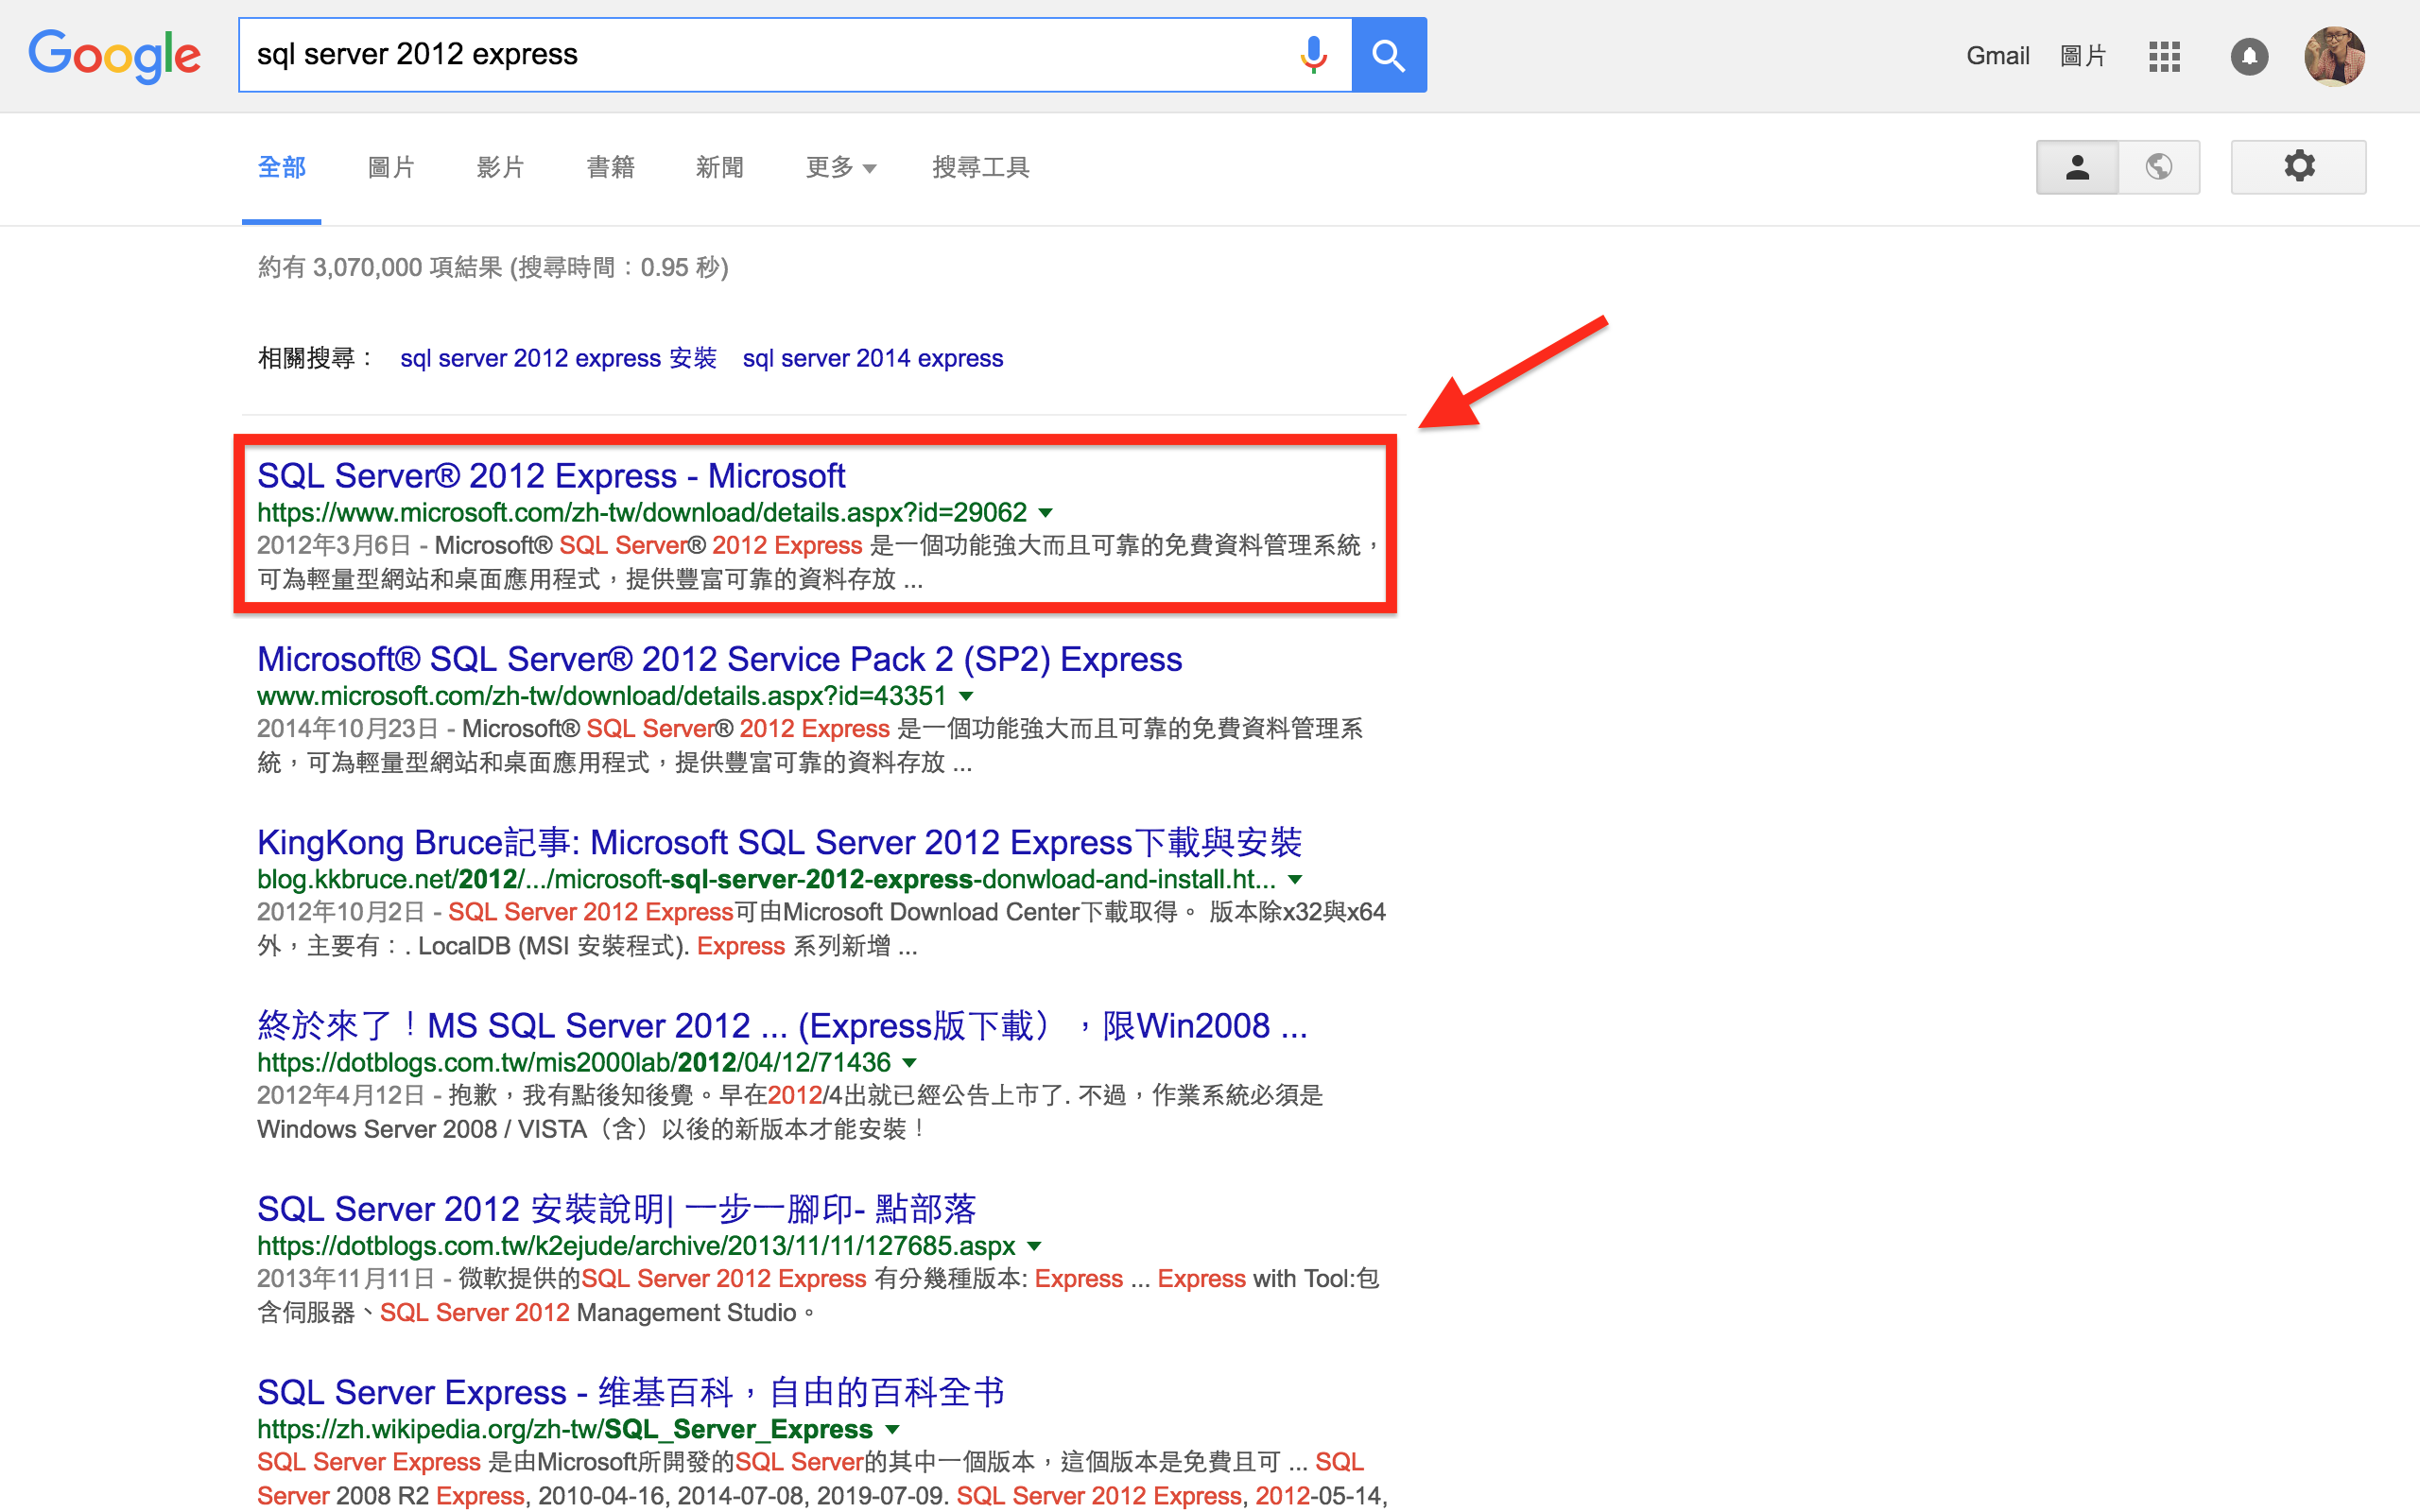 Google
sql server 2012 express
Gmail 圖片
全部 圖片 影片 書籍 新聞 更多 搜尋工具
約有 3,070,000 項結果 (搜尋時間：0.95 秒)
相關搜尋： sql server 2012 express 安裝 sql server 2014 express
SQL Server® 2012 Express - Microsoft
https://www.microsoft.com/zh-tw/download/details.aspx?id=29062
2012年3月6日 - Microsoft® SQL Server® 2012 Express 是一個功能強大而且可靠的免費資料管理系統，
可為輕量型網站和桌面應用程式，提供豐富可靠的資料存放 ...
Microsoft® SQL Server® 2012 Service Pack 2 (SP2) Express
www.microsoft.com/zh-tw/download/details.aspx?id=43351
2014年10月23日 - Microsoft® SQL Server® 2012 Express 是一個功能強大而且可靠的免費資料管理系
統，可為輕量型網站和桌面應用程式，提供豐富可靠的資料存放 ...
KingKong Bruce記事: Microsoft SQL Server 2012 Express下載與安裝
blog.kkbruce.net/2012/.../microsoft-sql-server-2012-express-donwload-and-install.ht...
2012年10月2日 - SQL Server 2012 Express可由Microsoft Download Center下載取得。 版本除x32與x64
外，主要有：. LocalDB (MSI 安裝程式). Express 系列新增 ...
終於來了！MS SQL Server 2012 ... (Express版下載），限Win2008 ...
https://dotblogs.com.tw/mis2000lab/2012/04/12/71436
2012年4月12日 - 抱歉，我有點後知後覺。早在2012/4出就已經公告上市了. 不過，作業系統必須是
Windows Server 2008 / VISTA（含）以後的新版本才能安裝！
SQL Server 2012 安裝說明| 一步一腳印- 點部落
https://dotblogs.com.tw/k2ejude/archive/2013/11/11/127685.aspx
2013年11月11日 - 微軟提供的SQL Server 2012 Express 有分幾種版本: Express ... Express with Tool:包
含伺服器、SQL Server 2012 Management Studio。
SQL Server Express - 维基百科，自由的百科全书
https://zh.wikipedia.org/zh-tw/SQL_Server_Express
SQL Server Express 是由Microsoft所開發的SQL Server的其中一個版本，這個版本是免費且可 ... SQL
Server 2008 R2 Express, 2010-04-16, 2014-07-08, 2019-07-09. SQL Server 2012 Express, 2012-05-14,